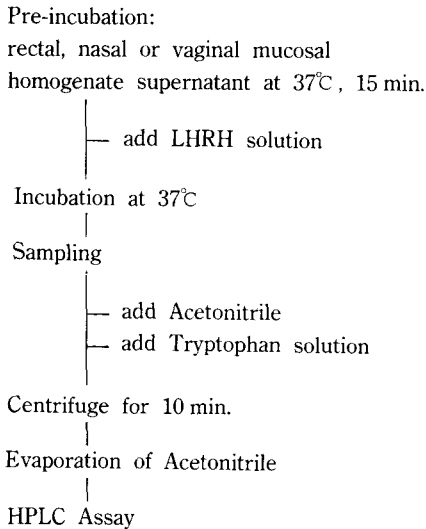 Pre-incubation:
rectal, nasal or vaginal mucosal
homogenate supernatant at 37℃, 15 min.
add LHRH solution
Incubation at 37℃
Sampling
add Acetonitrile
add Tryptophan solution
Centrifuge for 10 min.
Evaporation of Acetonitrile
HPLC Assay